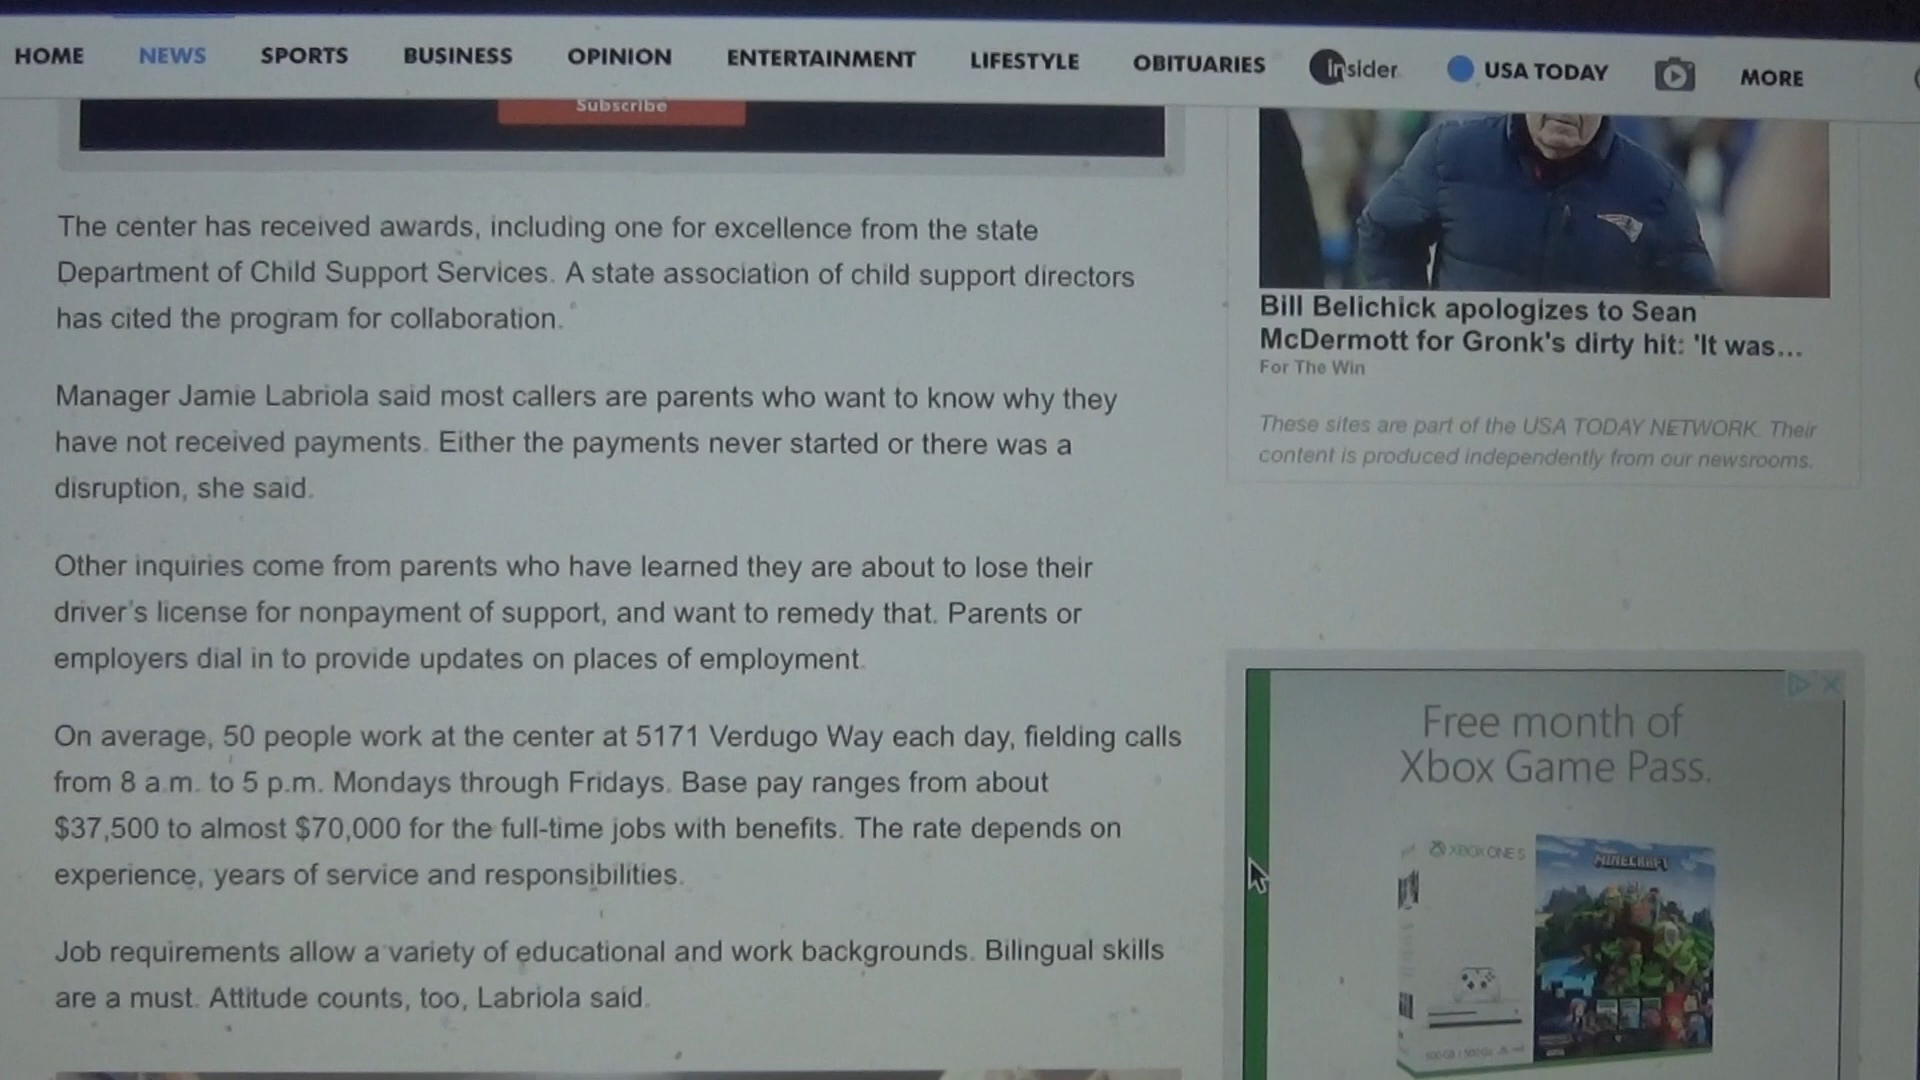 HOME NEWS SPORTS BUSINESS OPINION ENTERTAINMENT LIFESTYLE OBITUARIES insider USA TODAY MORE
Subscribe
The center has received awards, including one for excellence from the state
Department of Child Support Services. A state association of child support directors
has cited the program for collaboration.
Manager Jamie Labriola said most callers are parents who want to know why they
have not received payments. Either the payments never started or there was a
disruption, she said.
Other inquiries come from parents who have learned they are about to lose their
driver's license for nonpayment of support, and want to remedy that. Parents or
employers dial in to provide updates on places of employment.
On average, 50 people work at the center at 5171 Verdugo Way each day, fielding calls
from 8 a.m. to 5 p.m. Mondays through Fridays. Base pay ranges from about
$37,500 to almost $70,000 for the full-time jobs with benefits. The rate depends on
experience, years of service and responsibilities.
Job requirements allow a variety of educational and work backgrounds. Bilingual skills
are a must. Attitude counts, too, Labriola said.
Bill Belichick apologizes to Sean
McDermott for Gronk's dirty hit: 'It was...
For The Win
These sites are part of the USA TODAY NETWORK. Their
content is produced independently from our newsrooms.
Free month of
Xbox Game Pass.
XBOX ONE S
MINECRAFT